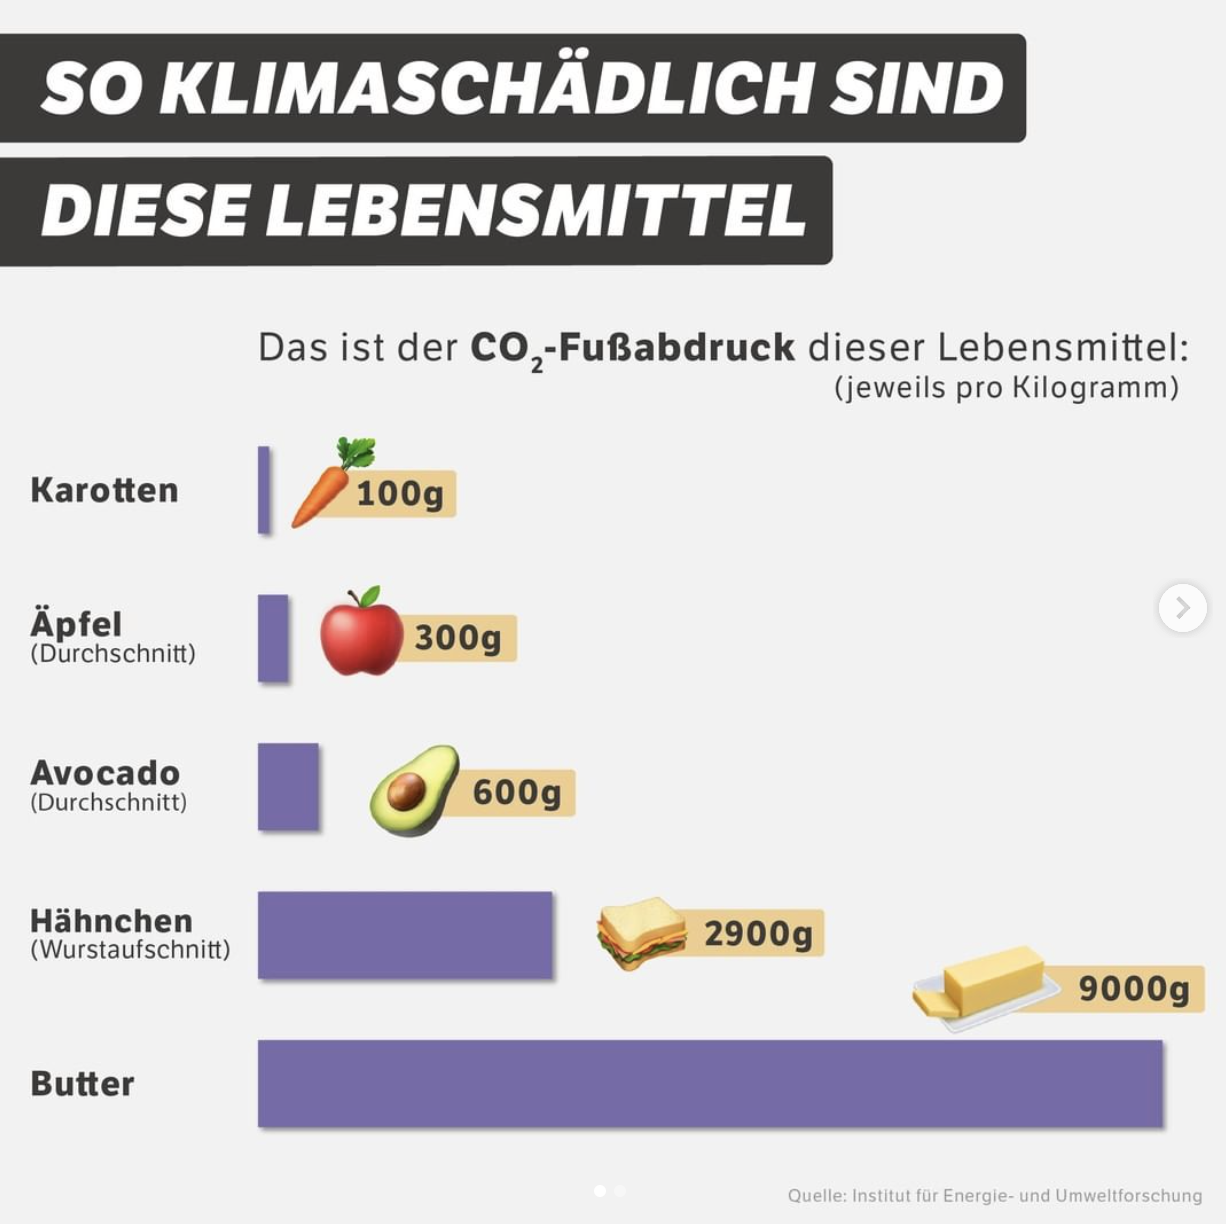 SO KLIMASCHÄDLICH SIND
DIESE LEBENSMITTEL
Das ist der CO₂-Fußabdruck dieser Lebensmittel:
(jeweils pro Kilogramm)
Karotten
100g
Äpfel
(Durchschnitt)
300g
Avocado
(Durchschnitt)
600g
Hähnchen
(Wurstaufschnitt)
2900g
9000g
Butter
Quelle: Institut für Energie- und Umweltforschung